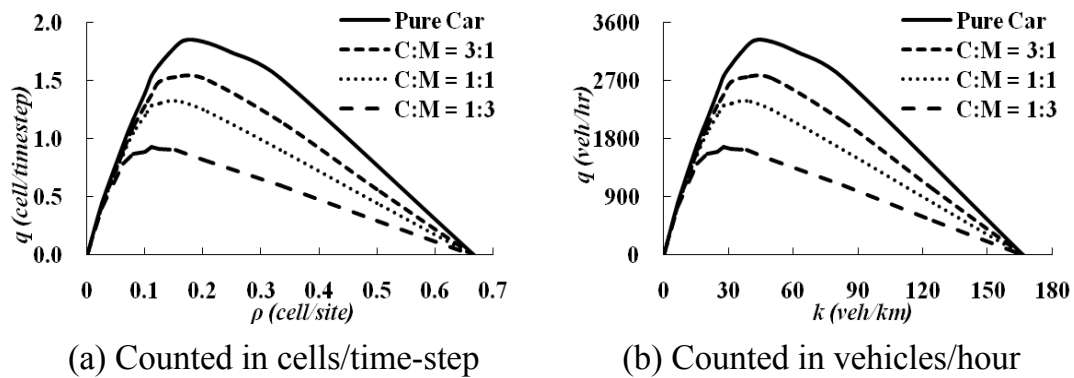 2.0
1.5
1.0
0.5
0.0
q (cell/timestep)
Pure Car
C:M = 3:1
C:M = 1:1
C:M = 1:3
0 0.1 0.2 0.3 0.4 0.5 0.6 0.7
ρ (cell/site)
(a) Counted in cells/time-step
3600
2700
1800
900
0
q (veh/hr)
Pure Car
C:M = 3:1
C:M = 1:1
C:M = 1:3
0 30 60 90 120 150 180
k (veh/km)
(b) Counted in vehicles/hour